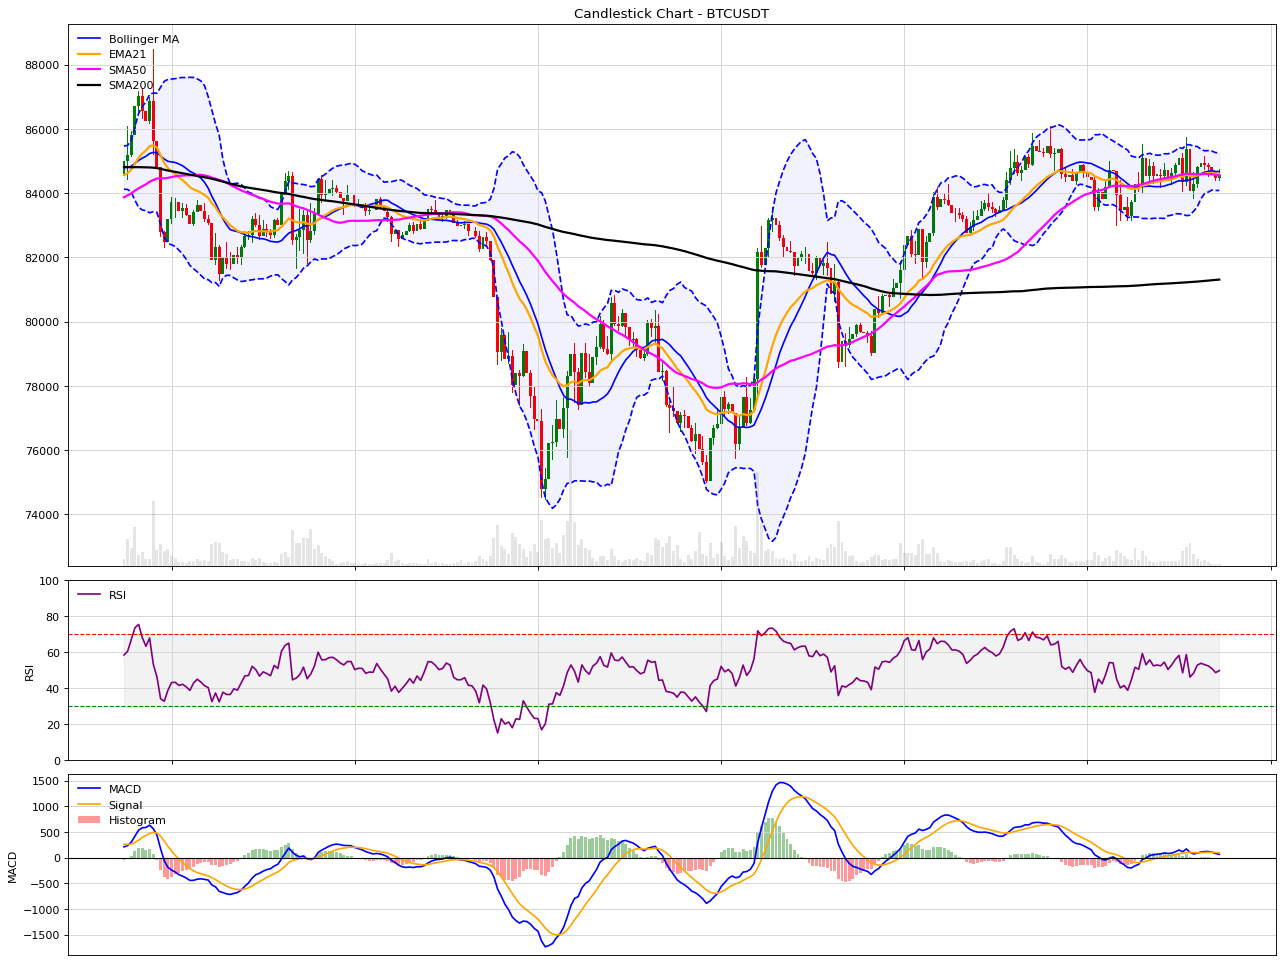 Candlestick Chart - BTCUSDT
Bollinger MA
EMA21
SMA50
SMA200
88000
86000
84000
82000
80000
78000
76000
74000
RSI
100
80
60
40
20
0
RSI
MACD
Signal
Histogram
1500
1000
500
0
−500
−1000
−1500
MACD